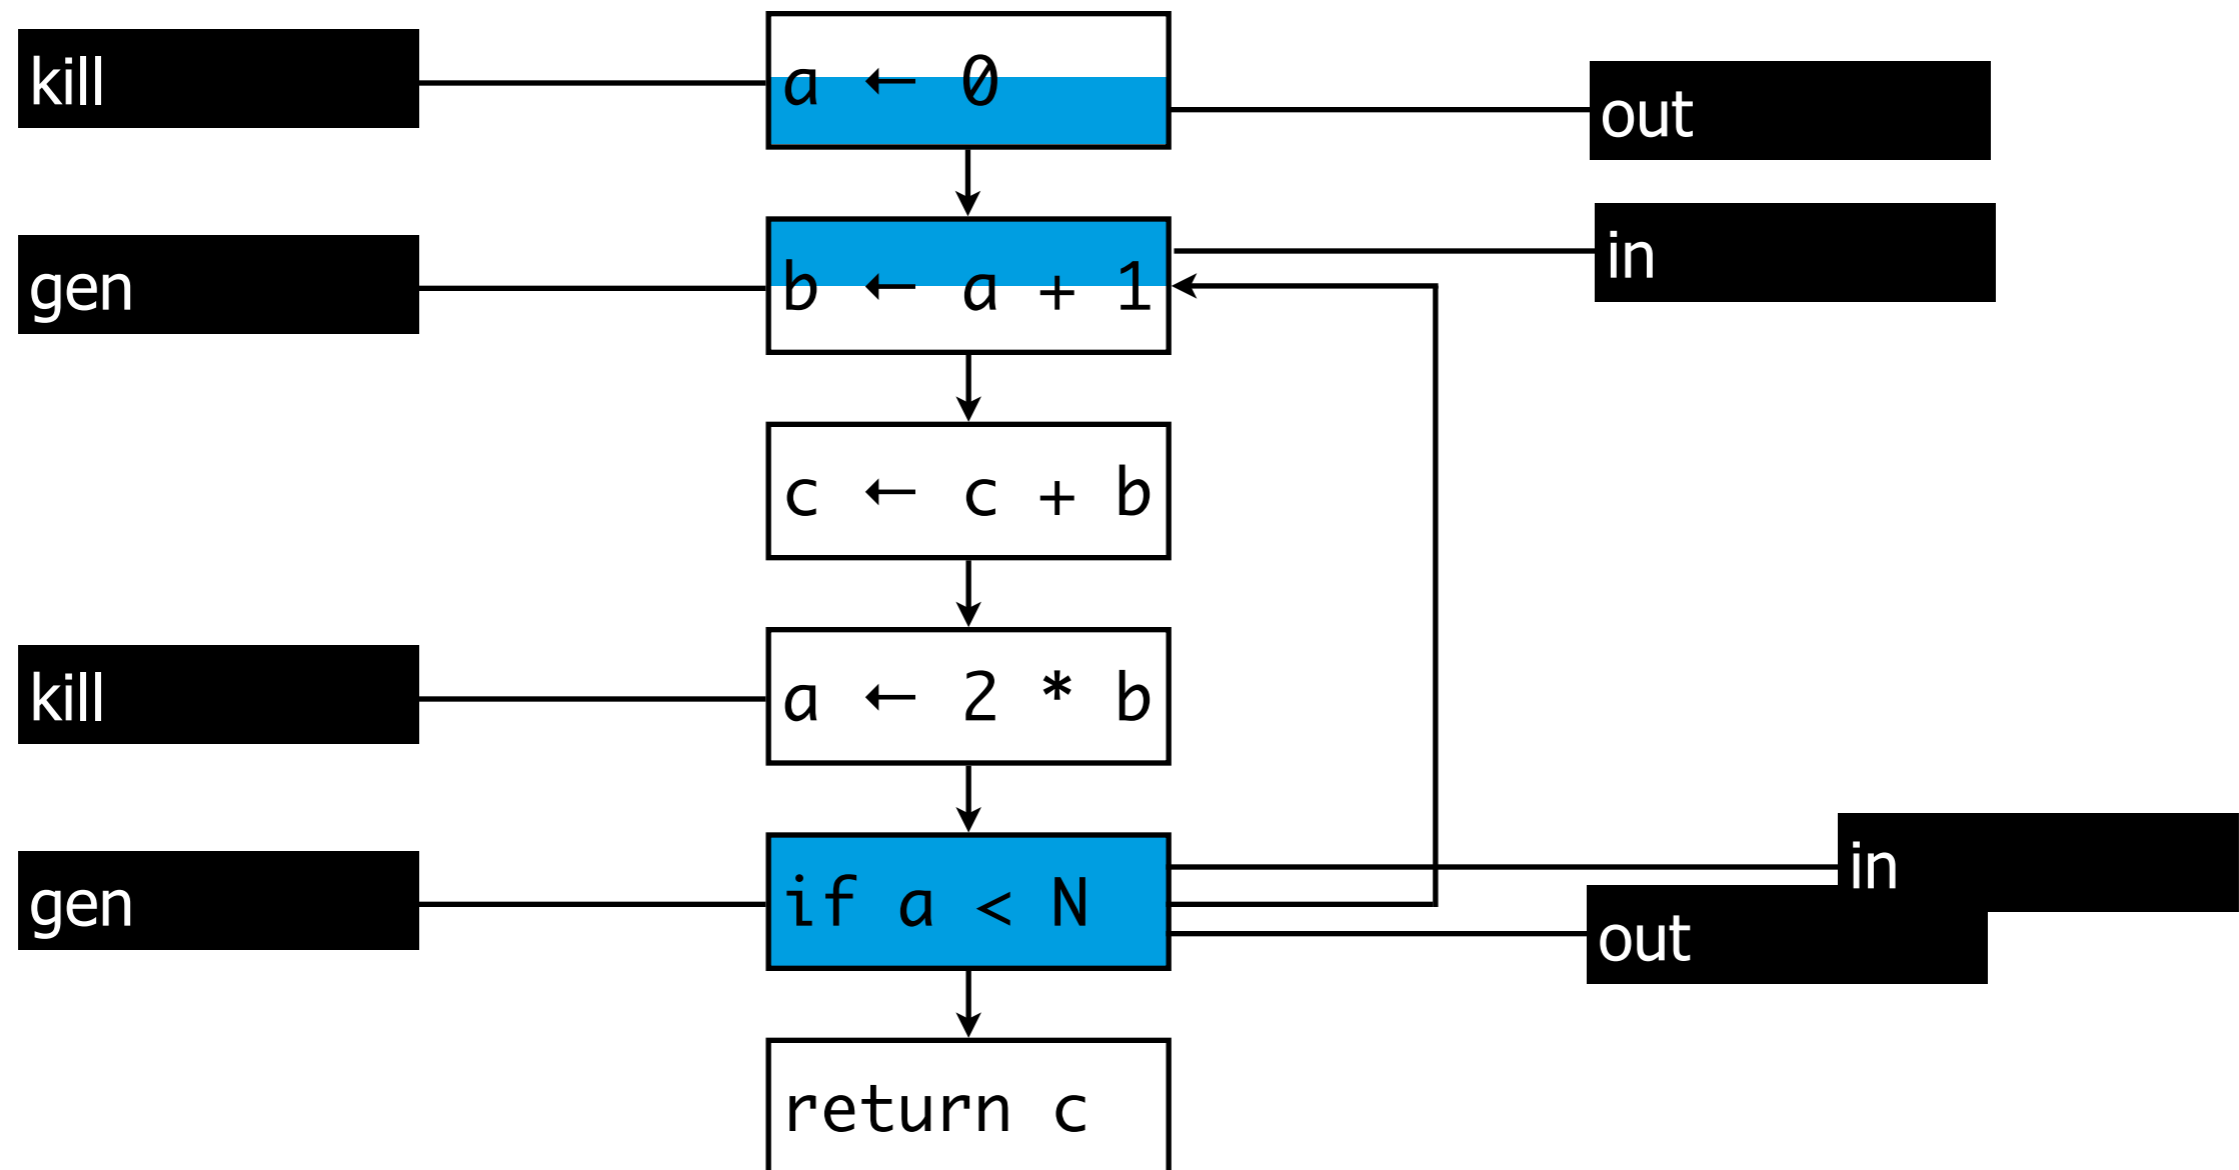 kill
a ← 0
out
gen
b ← a + 1
in
c ← c + b
kill
a ← 2 * b
gen
if a < N
in
out
return c